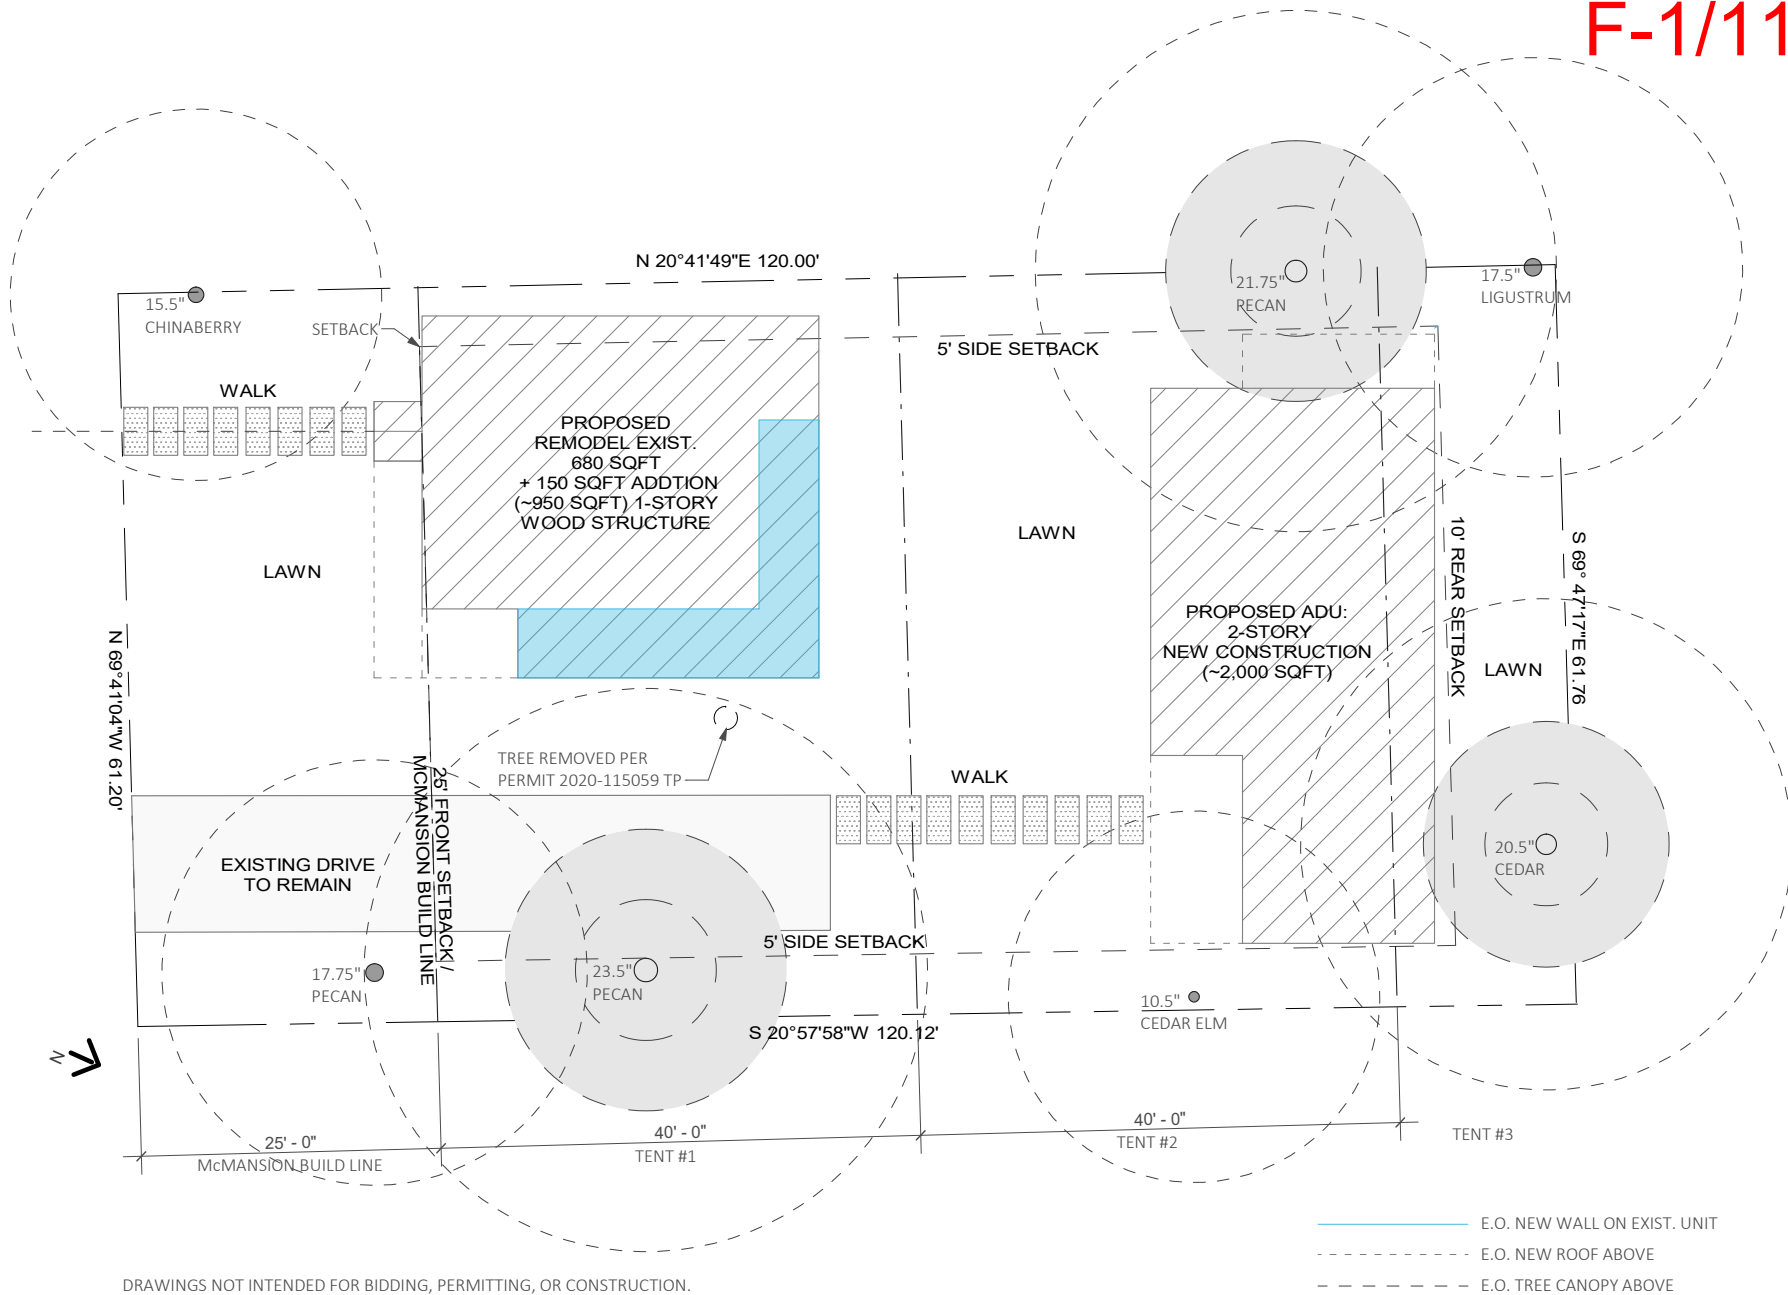 F-1/11
N 20°41'49"E 120.00'
15.5"
CHINABERRY
SETBACK
21.75"
RECAN
17.5"
LIGUSTRUM
5' SIDE SETBACK
WALK
PROPOSED
REMODEL EXIST.
680 SQFT
+ 150 SQFT ADDTION
(~950 SQFT) 1-STORY
WOOD STRUCTURE
LAWN
LAWN
10' REAR SETBACK
S 69° 47'17"E 61.76
PROPOSED ADU:
2-STORY
NEW CONSTRUCTION
(~2,000 SQFT)
LAWN
N 69°41'04"W 61.20'
TREE REMOVED PER
PERMIT 2020-115059 TP
25' FRONT SETBACK /
MCMANSION BUILD LINE
WALK
EXISTING DRIVE
TO REMAIN
20.5"
CEDAR
5' SIDE SETBACK
17.75"
PECAN
23.5"
PECAN
10.5"
CEDAR ELM
S 20°57'58"W 120.12'
N
25' - 0"
McMANSION BUILD LINE
40' - 0"
TENT #1
40' - 0"
TENT #2
TENT #3
E.O. NEW WALL ON EXIST. UNIT
E.O. NEW ROOF ABOVE
E.O. TREE CANOPY ABOVE
DRAWINGS NOT INTENDED FOR BIDDING, PERMITTING, OR CONSTRUCTION.